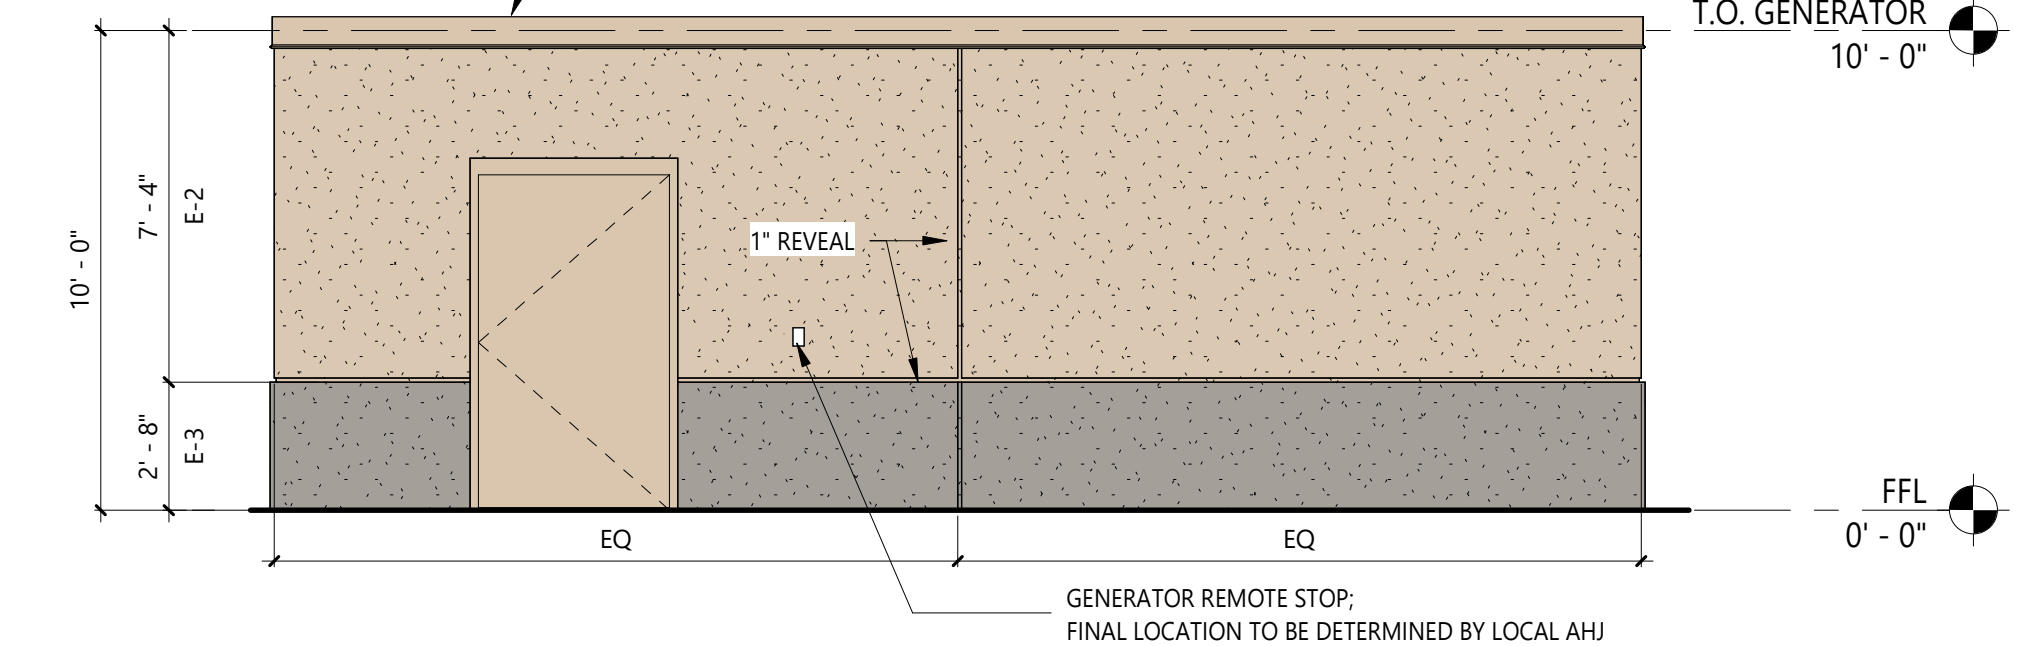 T.O. GENERATOR
10' - 0"
10' - 0"
7' - 4"
E-2
1" REVEAL
2' - 8"
E-3
FFL
0' - 0"
EQ
EQ
GENERATOR REMOTE STOP;
FINAL LOCATION TO BE DETERMINED BY LOCAL AHJ